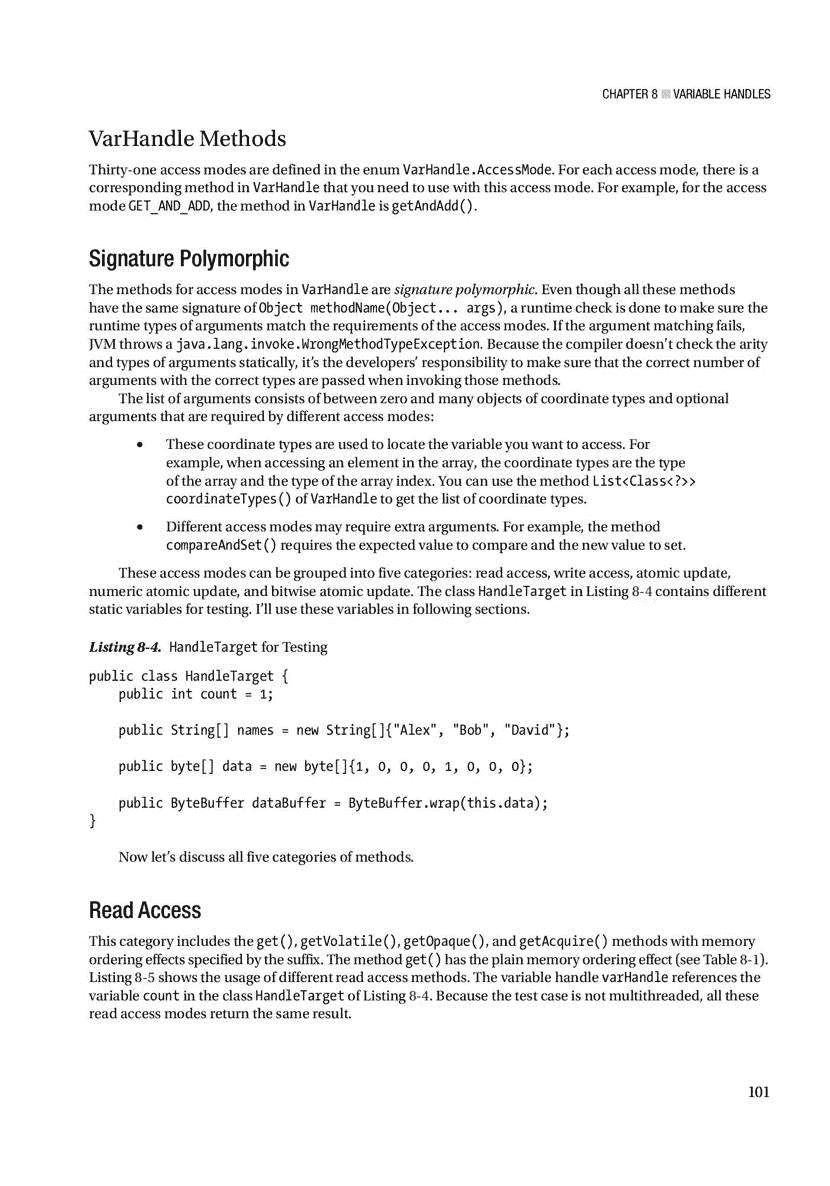 CHAPTER 8 ■ VARIABLE HANDLES
VarHandle Methods
Thirty-one access modes are defined in the enum VarHandle.AccessMode. For each access mode, there is a
corresponding method in VarHandle that you need to use with this access mode. For example, for the access
mode GET_AND_ADD, the method in VarHandle is getAndAdd().
Signature Polymorphic
The methods for access modes in VarHandle are signature polymorphic. Even though all these methods
have the same signature of Object methodName(Object... args), a runtime check is done to make sure the
runtime types of arguments match the requirements of the access modes. If the argument matching fails,
JVM throws a java.lang.invoke.WrongMethodTypeException. Because the compiler doesn't check the arity
and types of arguments statically, it's the developers' responsibility to make sure that the correct number of
arguments with the correct types are passed when invoking those methods.
The list of arguments consists of between zero and many objects of coordinate types and optional
arguments that are required by different access modes:
• These coordinate types are used to locate the variable you want to access. For
example, when accessing an element in the array, the coordinate types are the type
of the array and the type of the array index. You can use the method List<Class<?>>
coordinateTypes() of VarHandle to get the list of coordinate types.
• Different access modes may require extra arguments. For example, the method
compareAndSet() requires the expected value to compare and the new value to set.
These access modes can be grouped into five categories: read access, write access, atomic update,
numeric atomic update, and bitwise atomic update. The class HandleTarget in Listing 8-4 contains different
static variables for testing. I'll use these variables in following sections.
Listing 8-4. HandleTarget for Testing
public class HandleTarget {
public int count = 1;
public String[] names = new String[]{"Alex", "Bob", "David"};
public byte[] data = new byte[]{1, 0, 0, 0, 1, 0, 0, 0};
public ByteBuffer dataBuffer = ByteBuffer.wrap(this.data);
}
Now let's discuss all five categories of methods.
Read Access
This category includes the get(), getVolatile(), getOpaque(), and getAcquire() methods with memory
ordering effects specified by the suffix. The method get() has the plain memory ordering effect (see Table 8-1).
Listing 8-5 shows the usage of different read access methods. The variable handle varHandle references the
variable count in the class HandleTarget of Listing 8-4. Because the test case is not multithreaded, all these
read access modes return the same result.
101